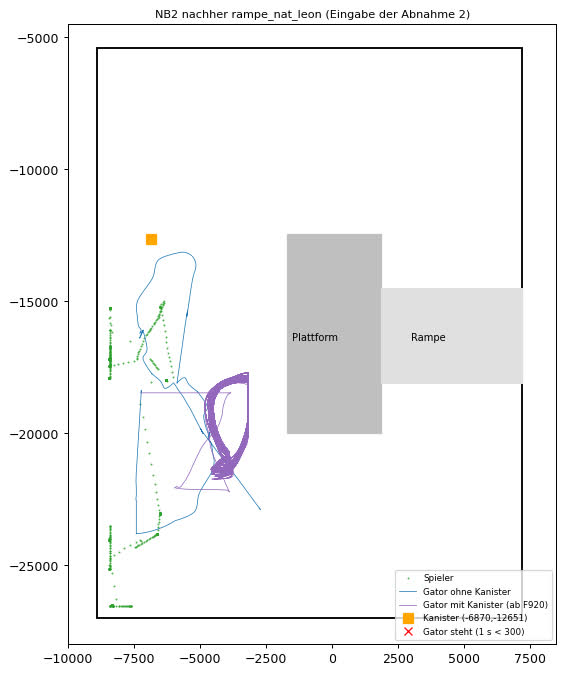 NB2 nachher rampe_nat_leon (Eingabe der Abnahme 2)
−5000
−10000
−15000
−20000
−25000
Plattform
Rampe
Spieler
Gator ohne Kanister
Gator mit Kanister (ab F920)
Kanister (-6870,-12651)
Gator steht (1 s < 300)
−10000 −7500 −5000 −2500 0 2500 5000 7500